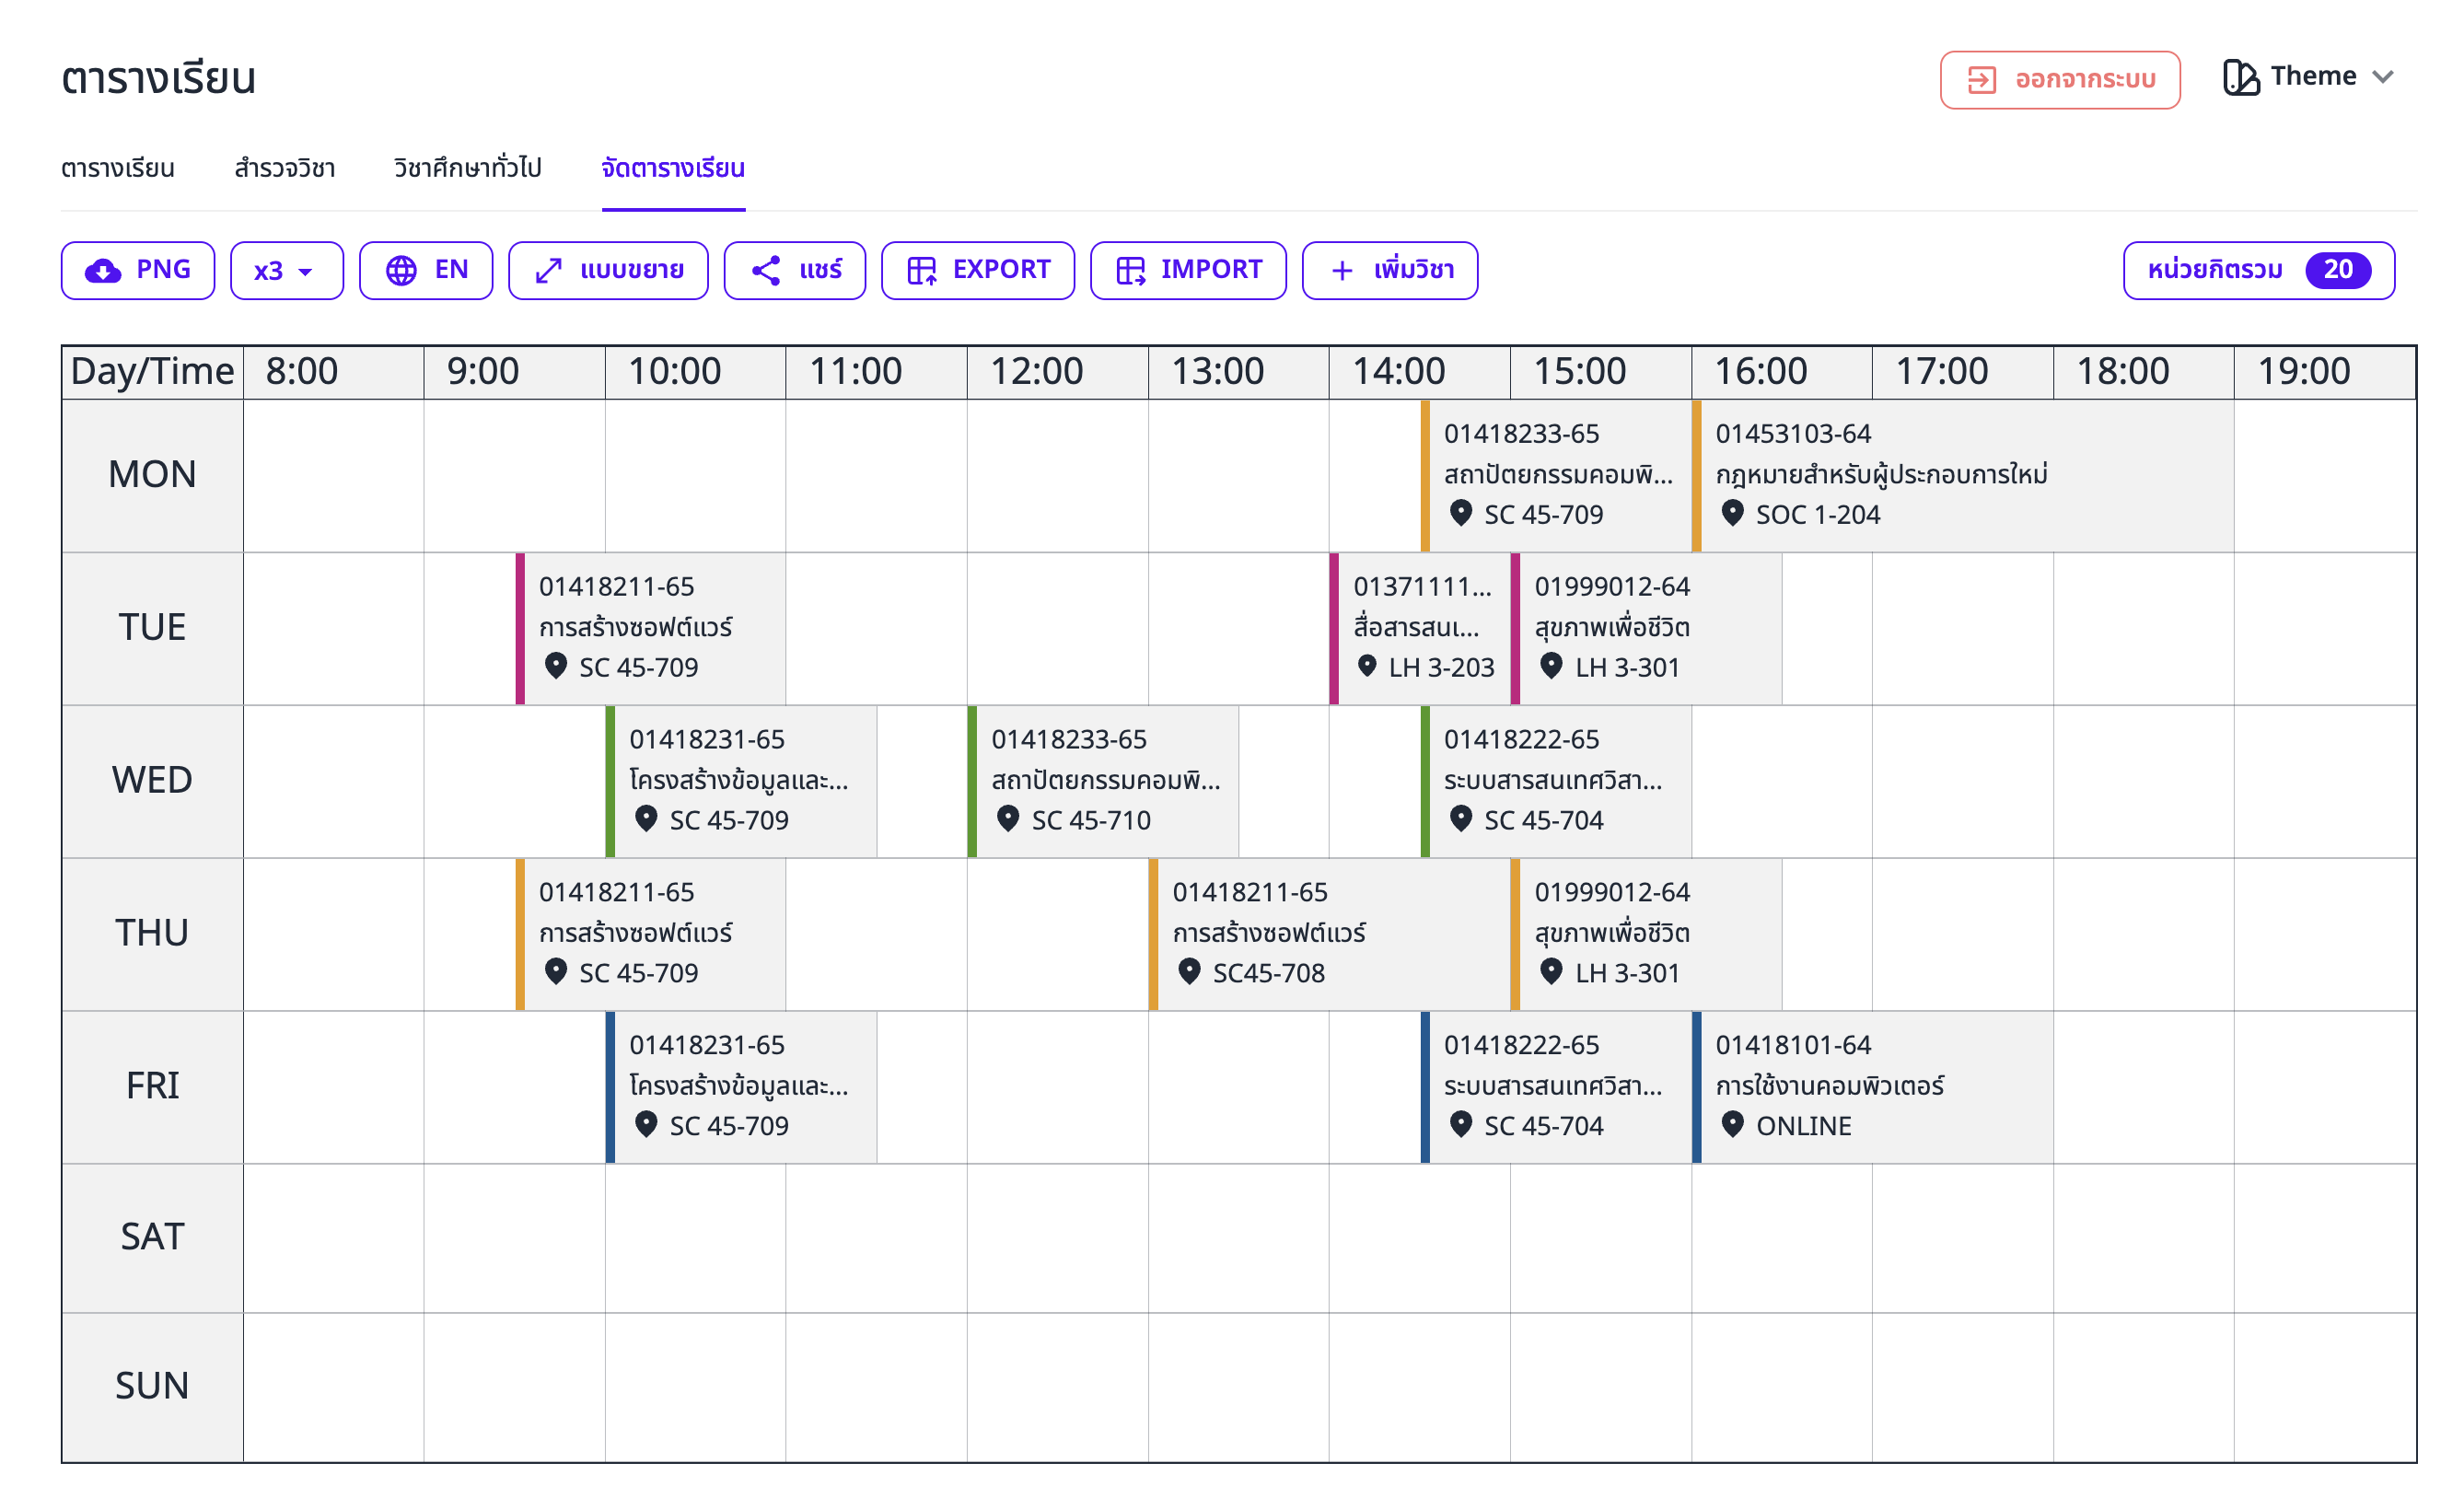 ตารางเรียน
ออกจากระบบ
Theme
ตารางเรียน สำรวจวิชา วิชาศึกษาทั่วไป จัดตารางเรียน
PNG x3 EN แบบขยาย แชร์ EXPORT IMPORT เพิ่มวิชา หน่วยกิตรวม 20
Day/Time 8:00 9:00 10:00 11:00 12:00 13:00 14:00 15:00 16:00 17:00 18:00 19:00
MON
01418233-65
สถาปัตยกรรมคอมพิ...
SC 45-709
01453103-64
กฎหมายสำหรับผู้ประกอบการใหม่
SOC 1-204
TUE
01418211-65
การสร้างซอฟต์แวร์
SC 45-709
01371111...
สื่อสารสนเ...
LH 3-203
01999012-64
สุขภาพเพื่อชีวิต
LH 3-301
WED
01418231-65
โครงสร้างข้อมูลและ...
SC 45-709
01418233-65
สถาปัตยกรรมคอมพิ...
SC 45-710
01418222-65
ระบบสารสนเทศวิสา...
SC 45-704
THU
01418211-65
การสร้างซอฟต์แวร์
SC 45-709
01418211-65
การสร้างซอฟต์แวร์
SC45-708
01999012-64
สุขภาพเพื่อชีวิต
LH 3-301
FRI
01418231-65
โครงสร้างข้อมูลและ...
SC 45-709
01418222-65
ระบบสารสนเทศวิสา...
SC 45-704
01418101-64
การใช้งานคอมพิวเตอร์
ONLINE
SAT
SUN